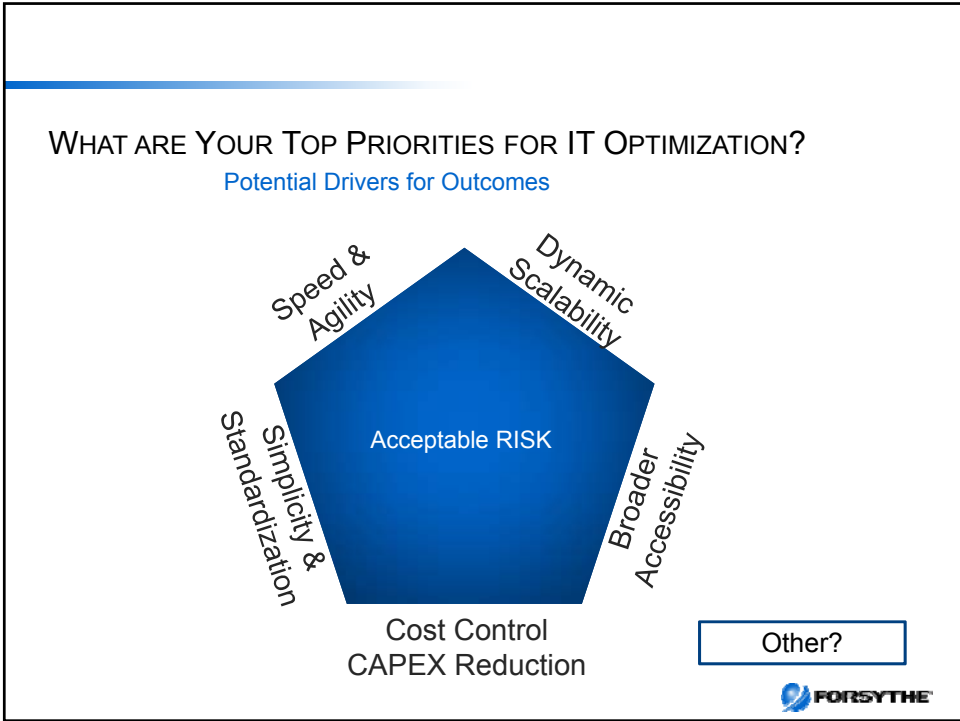 WHAT ARE YOUR TOP PRIORITIES FOR IT OPTIMIZATION?
Potential Drivers for Outcomes
Speed &
Agility
Dynamic
Scalability
Simplicity &
Standardization
Acceptable RISK
Broader
Accessibility
Cost Control
CAPEX Reduction
Other?
FORSYTHE